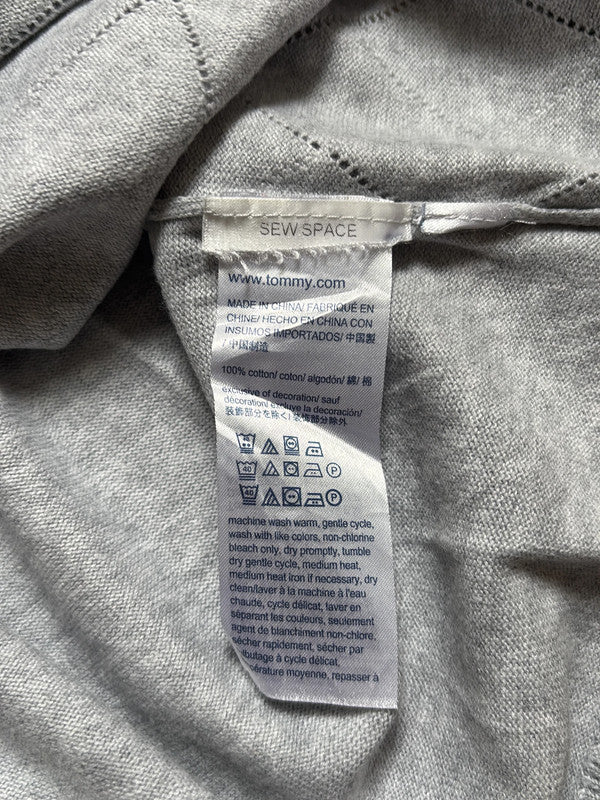 SEW SPACE
www.tommy.com
MADE IN CHINA/ FABRIQUÉ EN
CHINE/ HECHO EN CHINA CON
INSUMOS IMPORTADOS/ 中国製
/ 中国制造
100% cotton/ coton/ algodón/ 綿/ 棉
exclusive of decoration/ sauf
décoration/ excluye la decoración/
装飾部分を除く/ 装饰部分除外
40
40
machine wash warm, gentle cycle,
wash with like colors, non-chlorine
bleach only, dry promptly, tumble
dry gentle cycle, medium heat,
medium heat iron if necessary, dry
clean/laver à la machine à l'eau
chaude, cycle délicat, laver en
séparant les couleurs, seulement
agent de blanchiment non-chlore,
sécher rapidement, sécher par
culbutage à cycle délicat,
température moyenne, repasser à